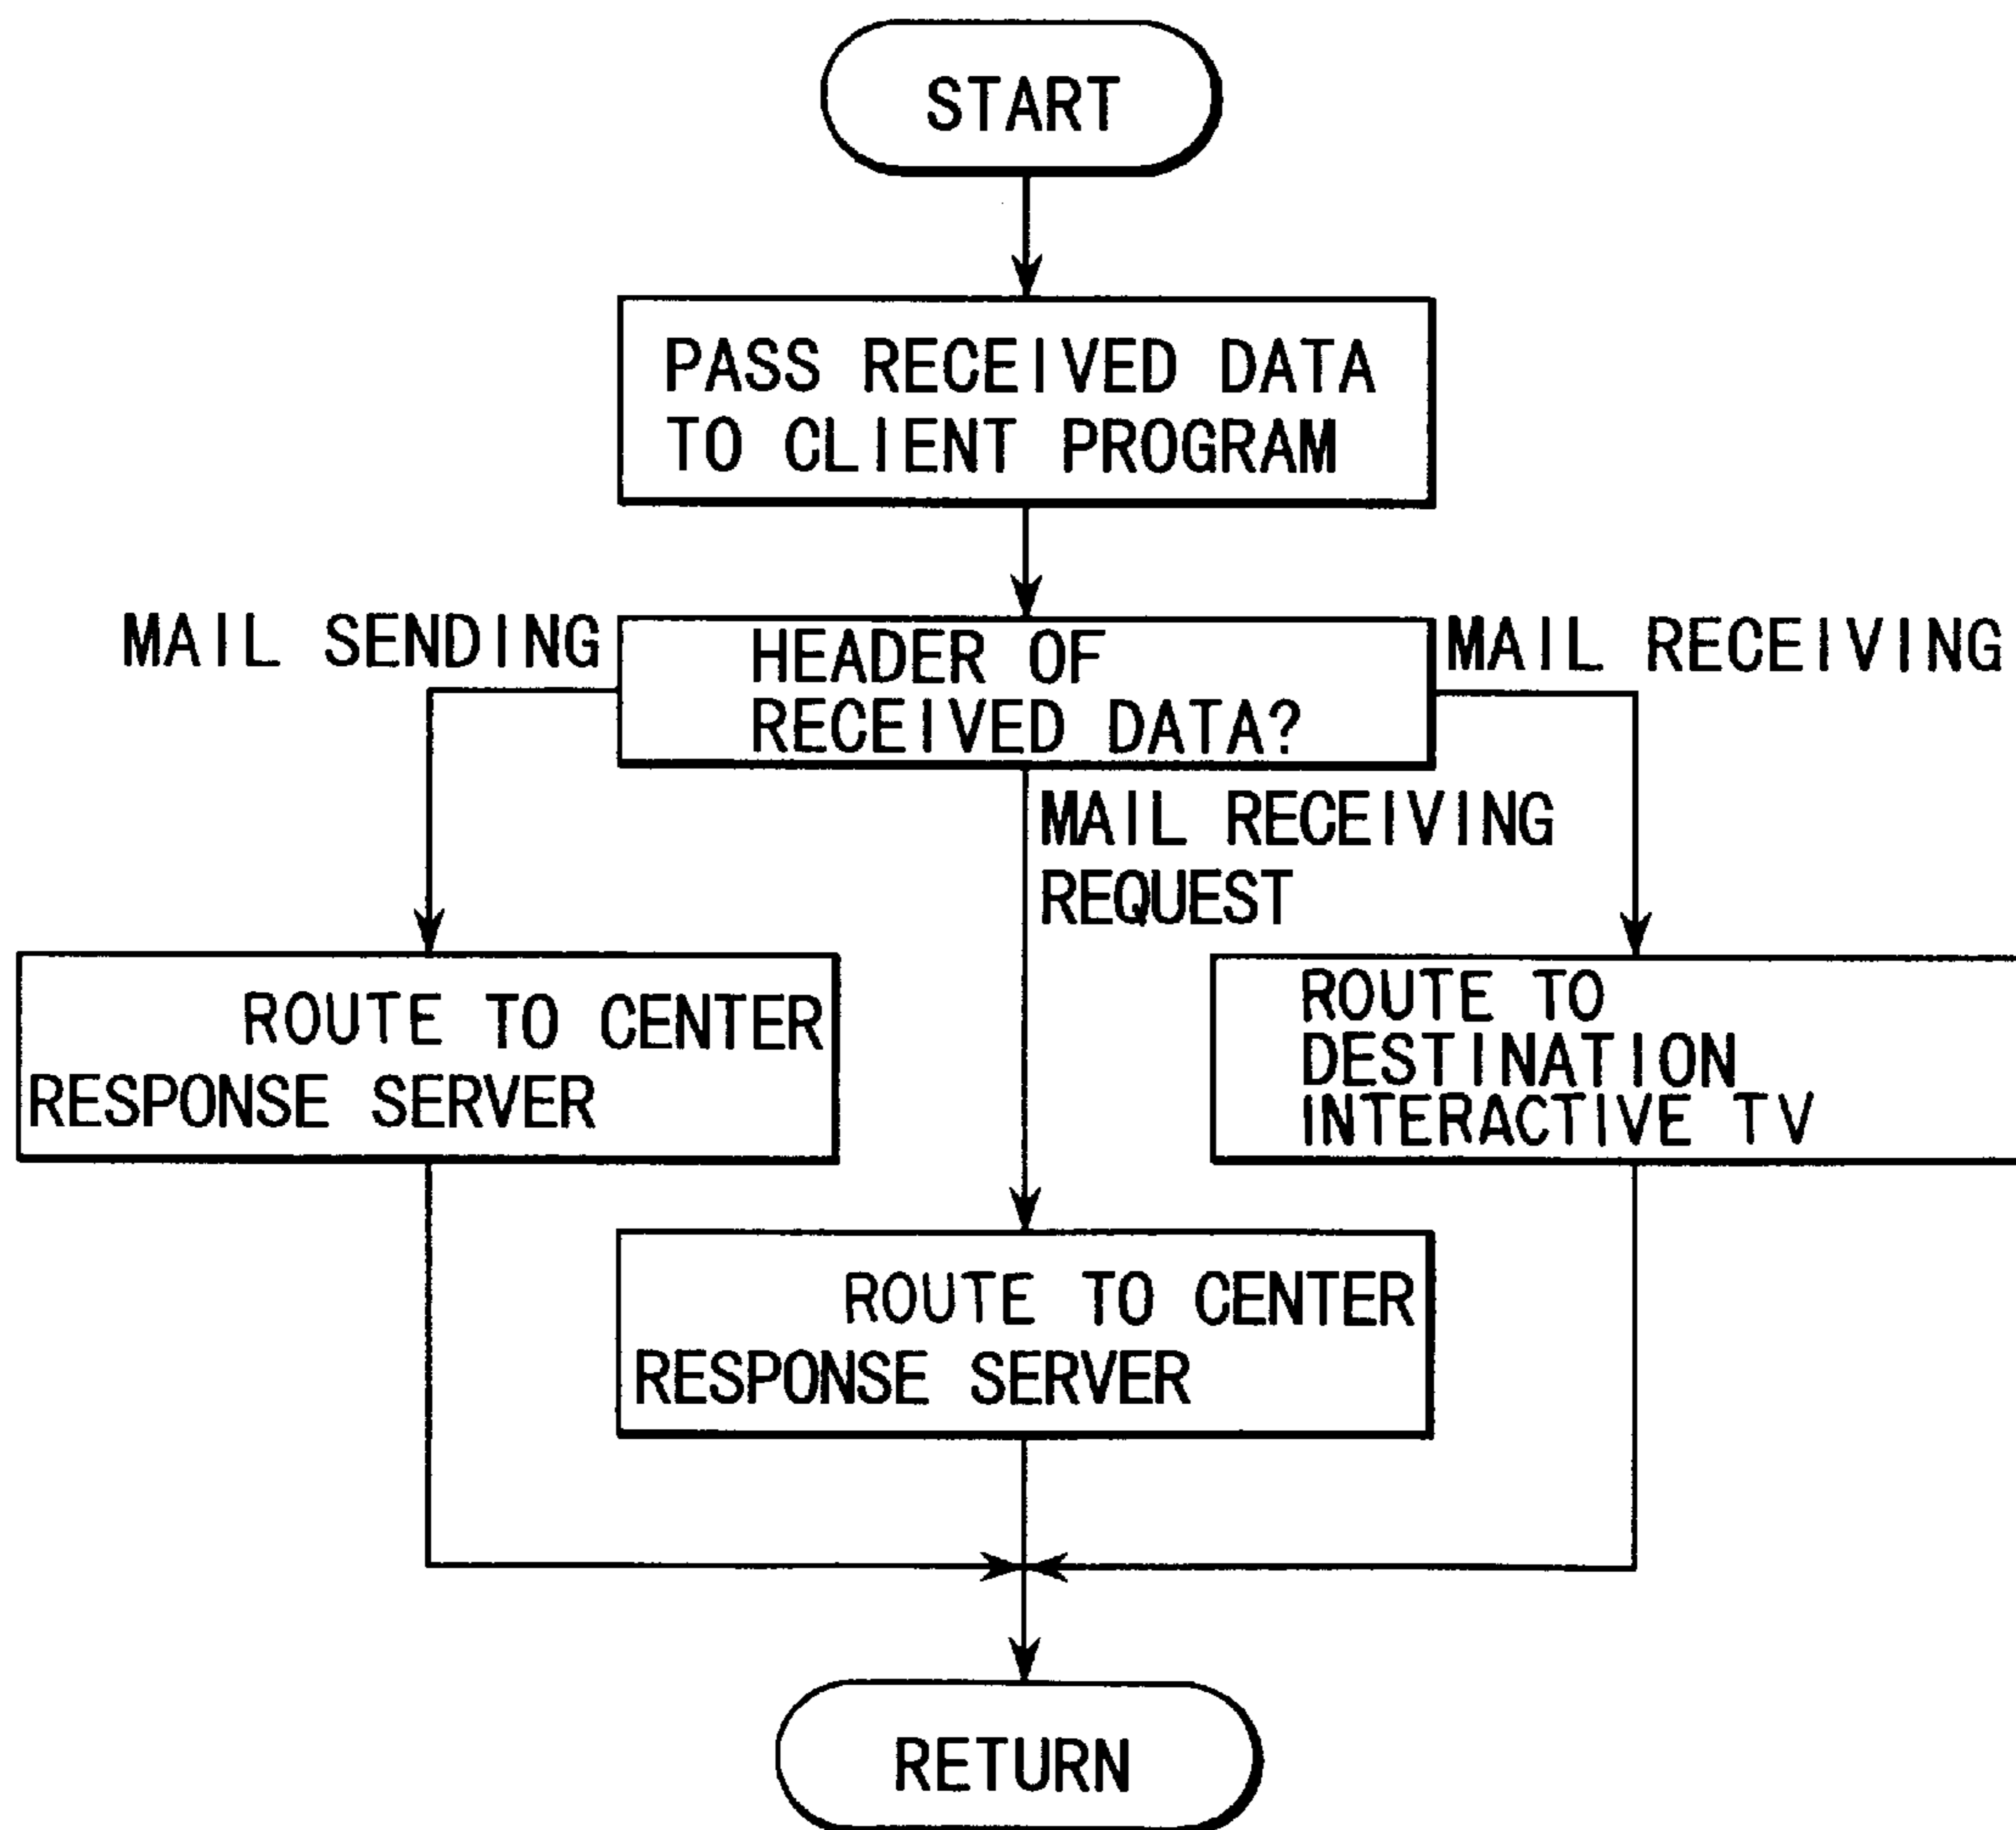 START
PASS RECEIVED DATA
TO CLIENT PROGRAM
MAIL SENDING
HEADER OF
RECEIVED DATA?
MAIL RECEIVING
MAIL RECEIVING
REQUEST
ROUTE TO CENTER
RESPONSE SERVER
ROUTE TO
DESTINATION
INTERACTIVE TV
ROUTE TO CENTER
RESPONSE SERVER
RETURN